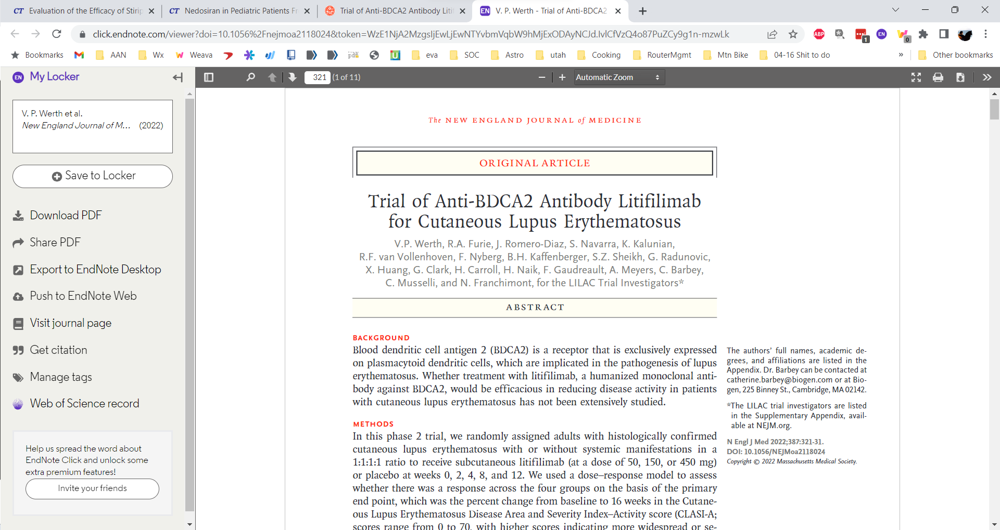 CT Evaluation of the Efficacy of Stirip
CT Nedosiran in Pediatric Patients Fr
Trial of Anti-BDCA2 Antibody Litif
EN V. P. Werth - Trial of Anti-BDCA2
click.endnote.com/viewer?doi=10.1056%2Fnejmoa2118024&token=WzE1NjA2MzgsIjEwLjEwNTYvbmVqbW9hMjExODAyNCJd.IvlCfVzQ4o87PuZCy9g1n-mzwLk
ABP
1
EN
0
Bookmarks
AAN
Wx
Weava
pdf
eva
SOC
Astro
utah
Cooking
RouterMgmt
Mtn Bike
04-16 Shit to do
»
Other bookmarks
EN My Locker
V. P. Werth et al.
New England Journal of M... (2022)
Save to Locker
Download PDF
Share PDF
Export to EndNote Desktop
Push to EndNote Web
Visit journal page
Get citation
Manage tags
Web of Science record
Help us spread the word about
EndNote Click and unlock some
extra premium features!
Invite your friends
321 (1 of 11)
Automatic Zoom
The NEW ENGLAND JOURNAL of MEDICINE
ORIGINAL ARTICLE
Trial of Anti-BDCA2 Antibody Litifilimab
for Cutaneous Lupus Erythematosus
V.P. Werth, R.A. Furie, J. Romero-Diaz, S. Navarra, K. Kalunian,
R.F. van Vollenhoven, F. Nyberg, B.H. Kaffenberger, S.Z. Sheikh, G. Radunovic,
X. Huang, G. Clark, H. Carroll, H. Naik, F. Gaudreault, A. Meyers, C. Barbey,
C. Musselli, and N. Franchimont, for the LILAC Trial Investigators*
ABSTRACT
BACKGROUND
Blood dendritic cell antigen 2 (BDCA2) is a receptor that is exclusively expressed
on plasmacytoid dendritic cells, which are implicated in the pathogenesis of lupus
erythematosus. Whether treatment with litifilimab, a humanized monoclonal anti-
body against BDCA2, would be efficacious in reducing disease activity in patients
with cutaneous lupus erythematosus has not been extensively studied.
METHODS
In this phase 2 trial, we randomly assigned adults with histologically confirmed
cutaneous lupus erythematosus with or without systemic manifestations in a
1:1:1:1 ratio to receive subcutaneous litifilimab (at a dose of 50, 150, or 450 mg)
or placebo at weeks 0, 2, 4, 8, and 12. We used a dose–response model to assess
whether there was a response across the four groups on the basis of the primary
end point, which was the percent change from baseline to 16 weeks in the Cutane-
ous Lupus Erythematosus Disease Area and Severity Index–Activity score (CLASI-A;
scores range from 0 to 70, with higher scores indicating more widespread or se-
The authors' full names, academic de-
grees, and affiliations are listed in the
Appendix. Dr. Barbey can be contacted at
catherine.barbey@biogen.com or at Bio-
gen, 225 Binney St., Cambridge, MA 02142.
*The LILAC trial investigators are listed
in the Supplementary Appendix, avail-
able at NEJM.org.
N Engl J Med 2022;387:321-31.
DOI: 10.1056/NEJMoa2118024
Copyright © 2022 Massachusetts Medical Society.